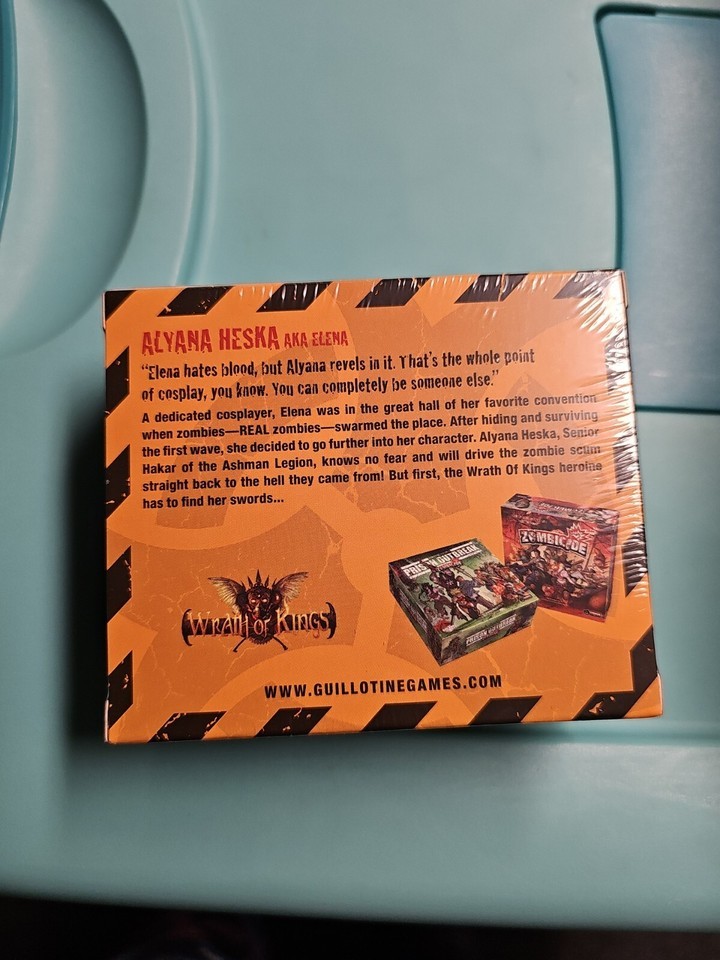 ALYANA HESKA AKA ELENA
“Elena hates blood, but Alyana revels in it. That's the whole point
of cosplay, you know. You can completely be someone else.”
A dedicated cosplayer, Elena was in the great hall of her favorite convention
when zombies—REAL zombies—swarmed the place. After hiding and surviving
the first wave, she decided to go further into her character. Alyana Heska, Senior
Hakar of the Ashman Legion, knows no fear and will drive the zombie scum
straight back to the hell they came from! But first, the Wrath Of Kings heroine
has to find her swords...
ZOMBICIDE
PRISON OUTBREAK
PRISON OUTBREAK
WRATH OF KINGS
WWW.GUILLOTINEGAMES.COM